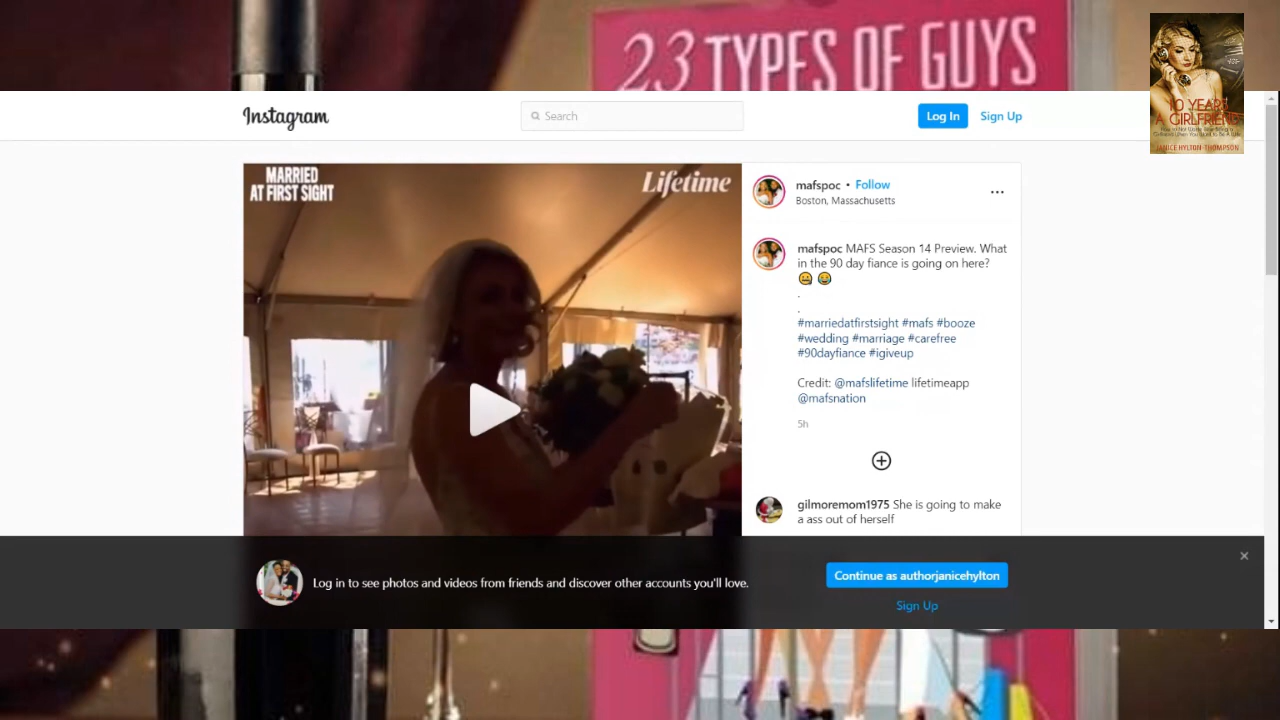 23 TYPES OF GUYS
10 YEARS
A GIRLFRIEND
JANICE HYLTON-THOMPSON
Instagram
Search
Log In
Sign Up
MARRIED
AT FIRST SIGHT
Lifetime
mafspoc • Follow
Boston, Massachusetts
mafspoc MAFS Season 14 Preview. What
in the 90 day fiance is going on here?
😄 😂
.
.
#marriedatfirstsight #mafs #booze
#wedding #marriage #carefree
#90dayfiance #igiveup
Credit: @mafslifetime lifetimeapp
@mafsnation
5h
gilmoremom1975 She is going to make
a ass out of herself
Log in to see photos and videos from friends and discover other accounts you'll love.
Continue as authorjanicehylton
Sign Up